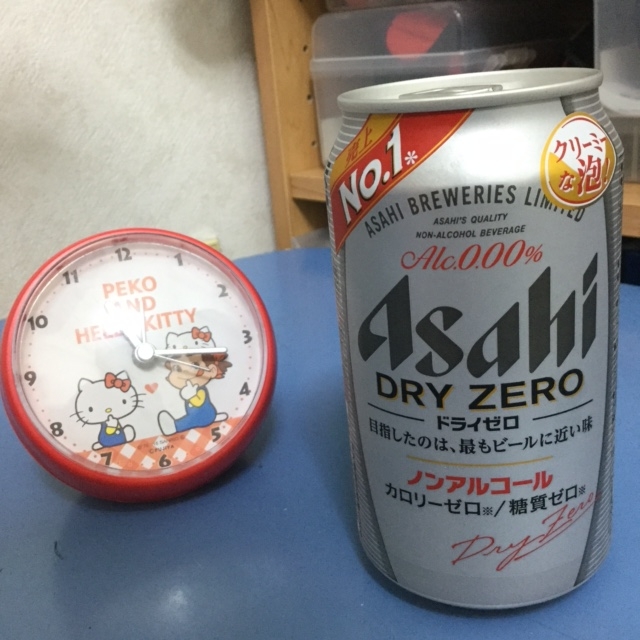 12
1
2
3
4
5
6
7
8
9
10
11
PEKO
AND
HELLO KITTY
売上
NO.1*
クリーミー
な泡!
ASAHI BREWERIES LIMITED
ASAHI'S QUALITY
NON-ALCOHOL BEVERAGE
Alc.0.00%
Asahi
DRY ZERO
ドライゼロ
目指したのは、最もビールに近い味
ノンアルコール
カロリーゼロ※/糖質ゼロ※
Dry Zero